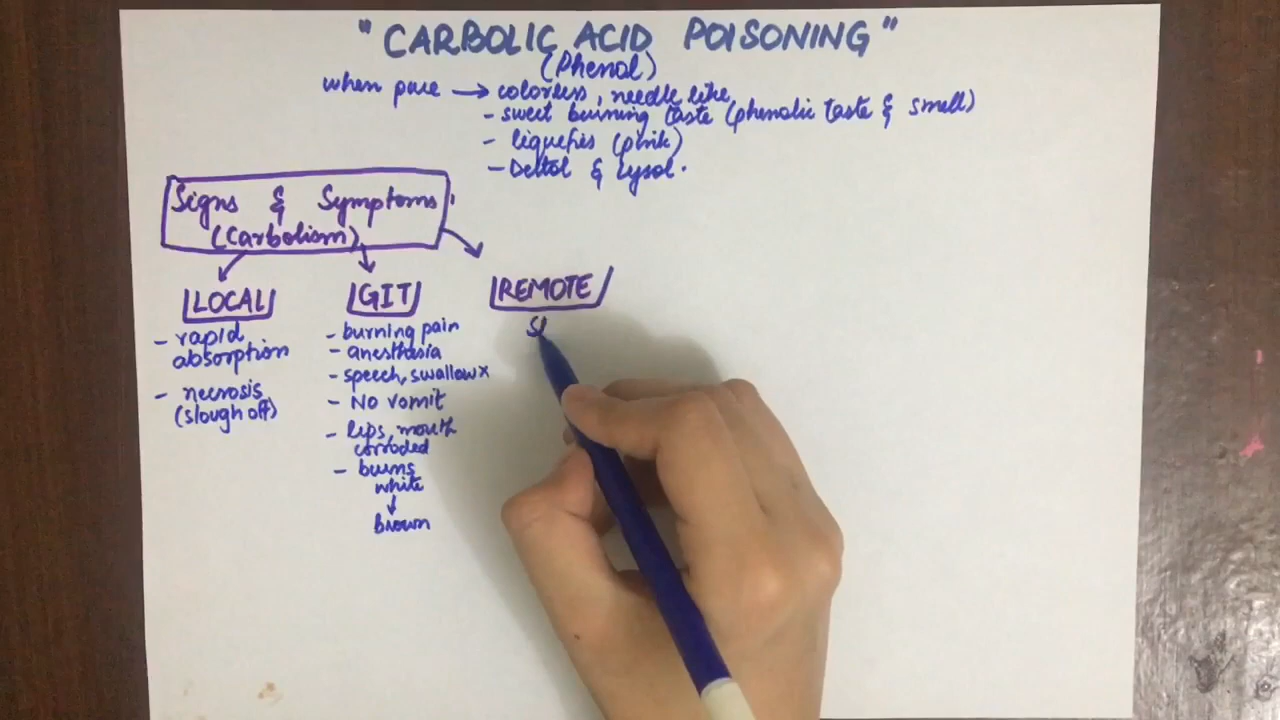 "CARBOLIC ACID POISONING"
(Phenol)
when pure → colorless, needle like
- sweet burning taste (phenolic taste & smell)
- liquefies (pink)
- Dettol & Lysol.
Signs & Symptoms
(Carbolism)
LOCAL
- rapid
absorption
- necrosis
(slough off)
GIT
- burning pain
- anesthasia
- speech, swallow x
- No vomit
- lips, mouth
corroded
- burns
white
↓
Brown
REMOTE